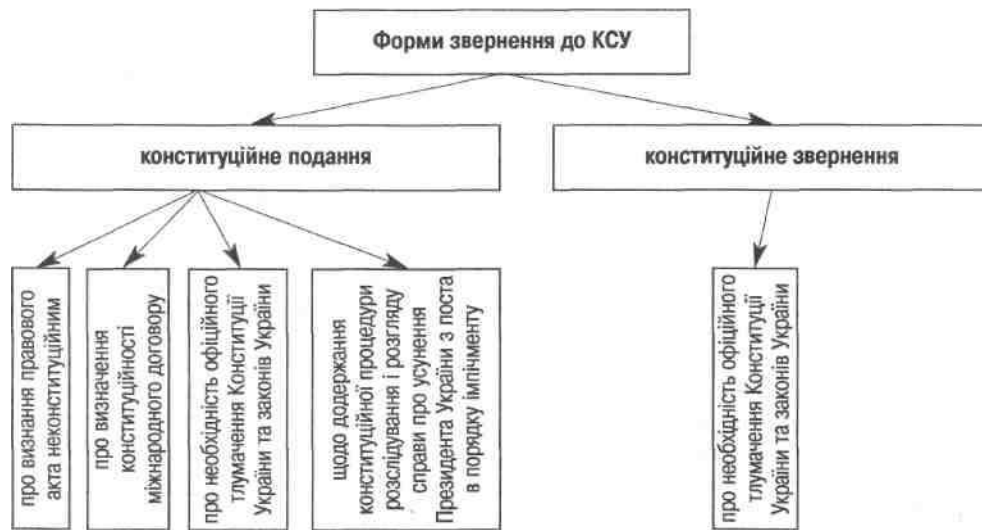 Форми звернення до КСУ
конституційне подання
конституційне звернення
про визнання правового
акта неконституційним
про визначення
конституційності
міжнародного договору
про необхідність офіційного
тлумачення Конституції
України та законів України
щодо додержання
конституційної процедури
розслідування і розгляду
справи про усунення
Президента України з поста
в порядку імпічменту
про необхідність офіційного
тлумачення Конституції
України та законів України